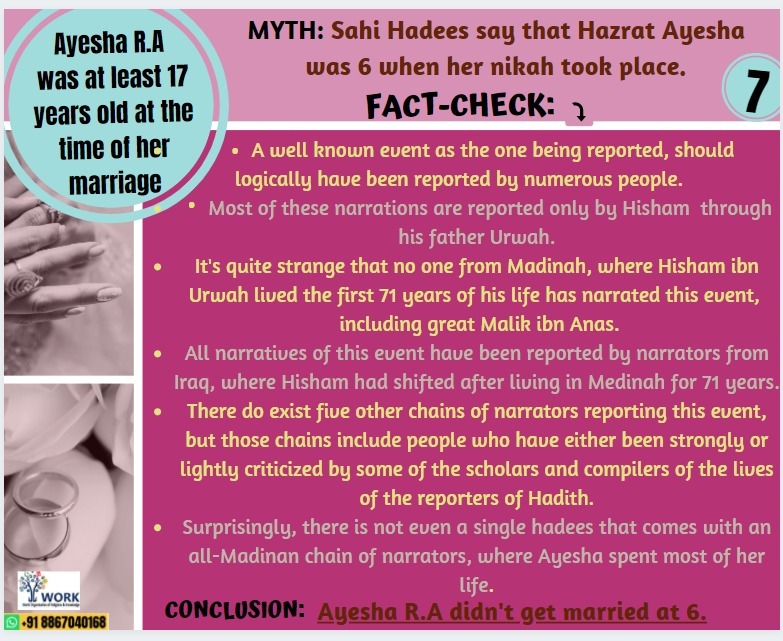 Ayesha R.A
was at least 17
years old at the
time of her
marriage
MYTH: Sahi Hadees say that Hazrat Ayesha
was 6 when her nikah took place.
FACT-CHECK:
7
• A well known event as the one being reported, should
logically have been reported by numerous people.
• Most of these narrations are reported only by Hisham through
his father Urwah.
• It's quite strange that no one from Madinah, where Hisham ibn
Urwah lived the first 71 years of his life has narrated this event,
including great Malik ibn Anas.
• All narratives of this event have been reported by narrators from
Iraq, where Hisham had shifted after living in Medinah for 71 years.
• There do exist five other chains of narrators reporting this event,
but those chains include people who have either been strongly or
lightly criticized by some of the scholars and compilers of the lives
of the reporters of Hadith.
• Surprisingly, there is not even a single hadees that comes with an
all-Madinan chain of narrators, where Ayesha spent most of her
life.
CONCLUSION: Ayesha R.A didn't get married at 6.
WORK
+91 8867040168